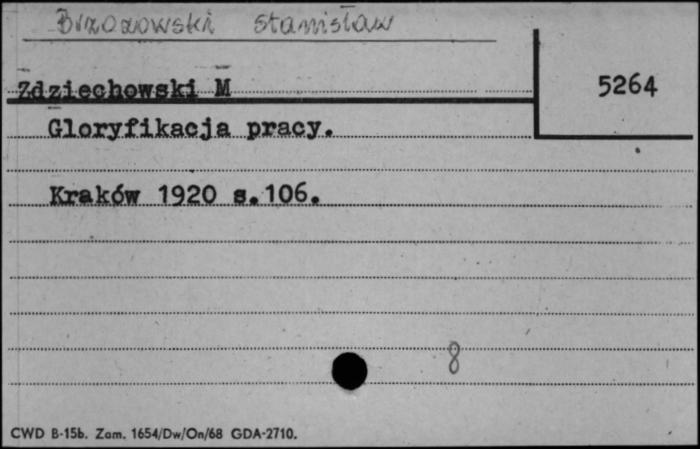 Brzozowski Stanisław
Zdziechowski M
5264
Gloryfikacja pracy.
Kraków 1920 s.106.
8
CWD B-15b. Zam. 1654/Dw/On/68 GDA-2710.